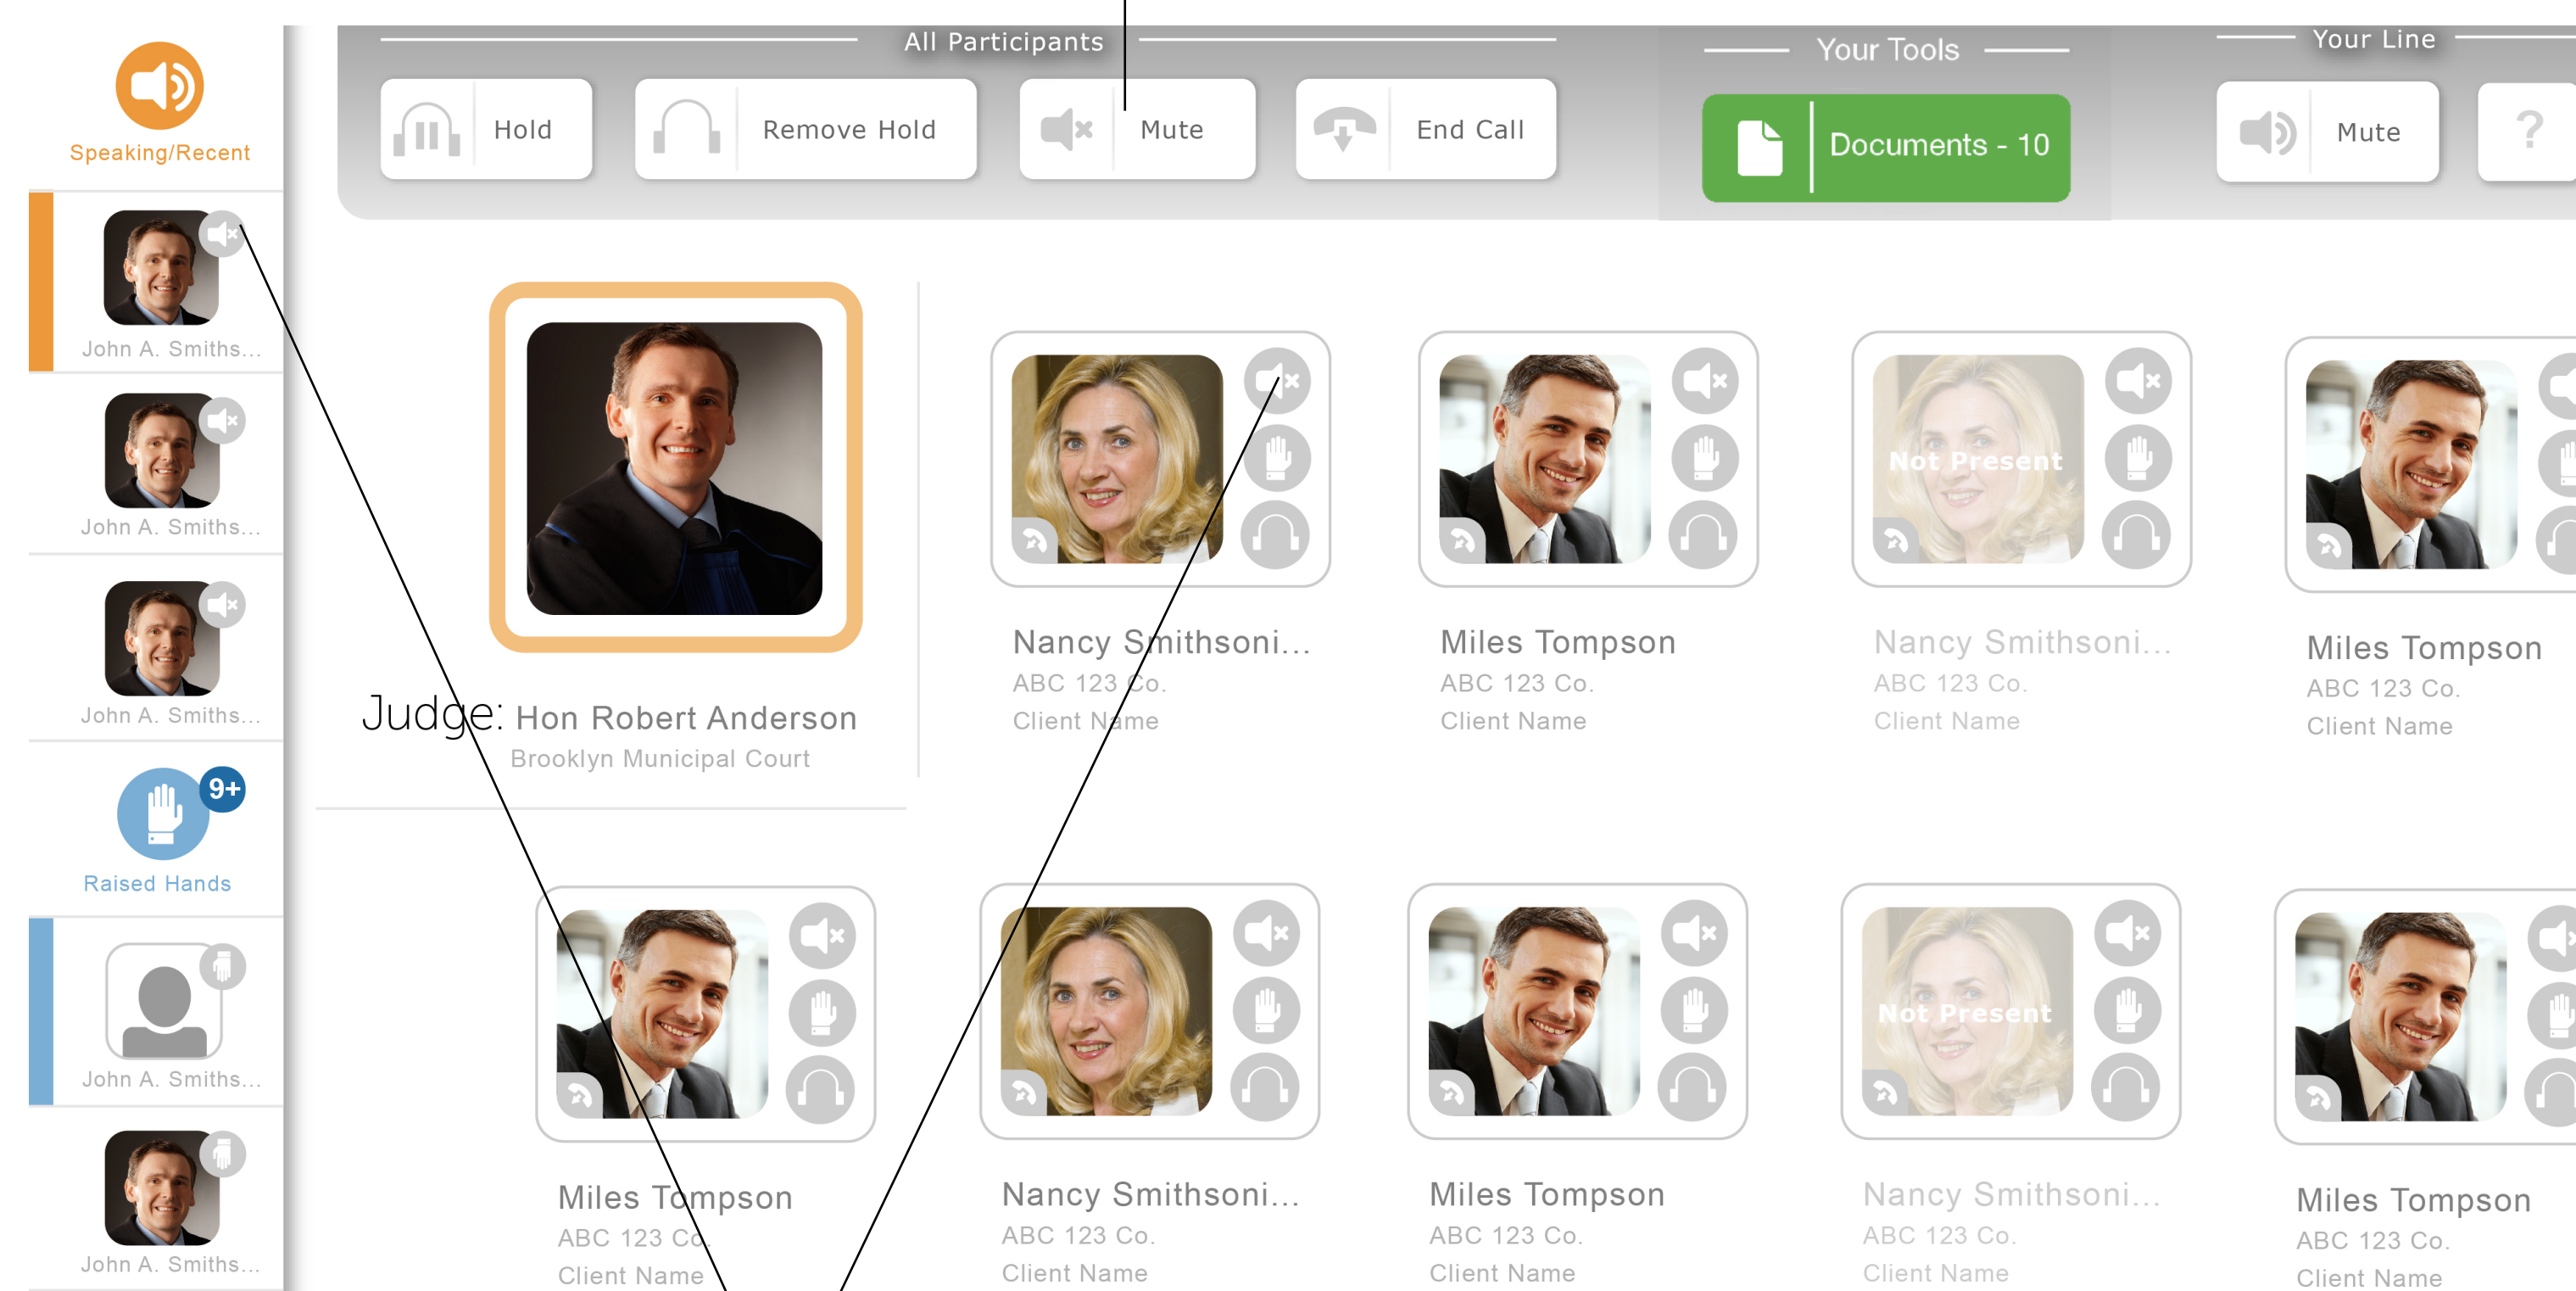 All Participants
Your Tools
Your Line
Hold
Remove Hold
Mute
End Call
Documents - 10
Mute
?
Speaking/Recent
John A. Smiths...
John A. Smiths...
John A. Smiths...
9+
Raised Hands
John A. Smiths...
John A. Smiths...
Judge: Hon Robert Anderson
Brooklyn Municipal Court
Nancy Smithsoni...
ABC 123 Co.
Client Name
Miles Tompson
ABC 123 Co.
Client Name
Not Present
Nancy Smithsoni...
ABC 123 Co.
Client Name
Miles Tompson
ABC 123 Co.
Client Name
Miles Tompson
ABC 123 Co.
Client Name
Nancy Smithsoni...
ABC 123 Co.
Client Name
Miles Tompson
ABC 123 Co.
Client Name
Not Present
Nancy Smithsoni...
ABC 123 Co.
Client Name
Miles Tompson
ABC 123 Co.
Client Name